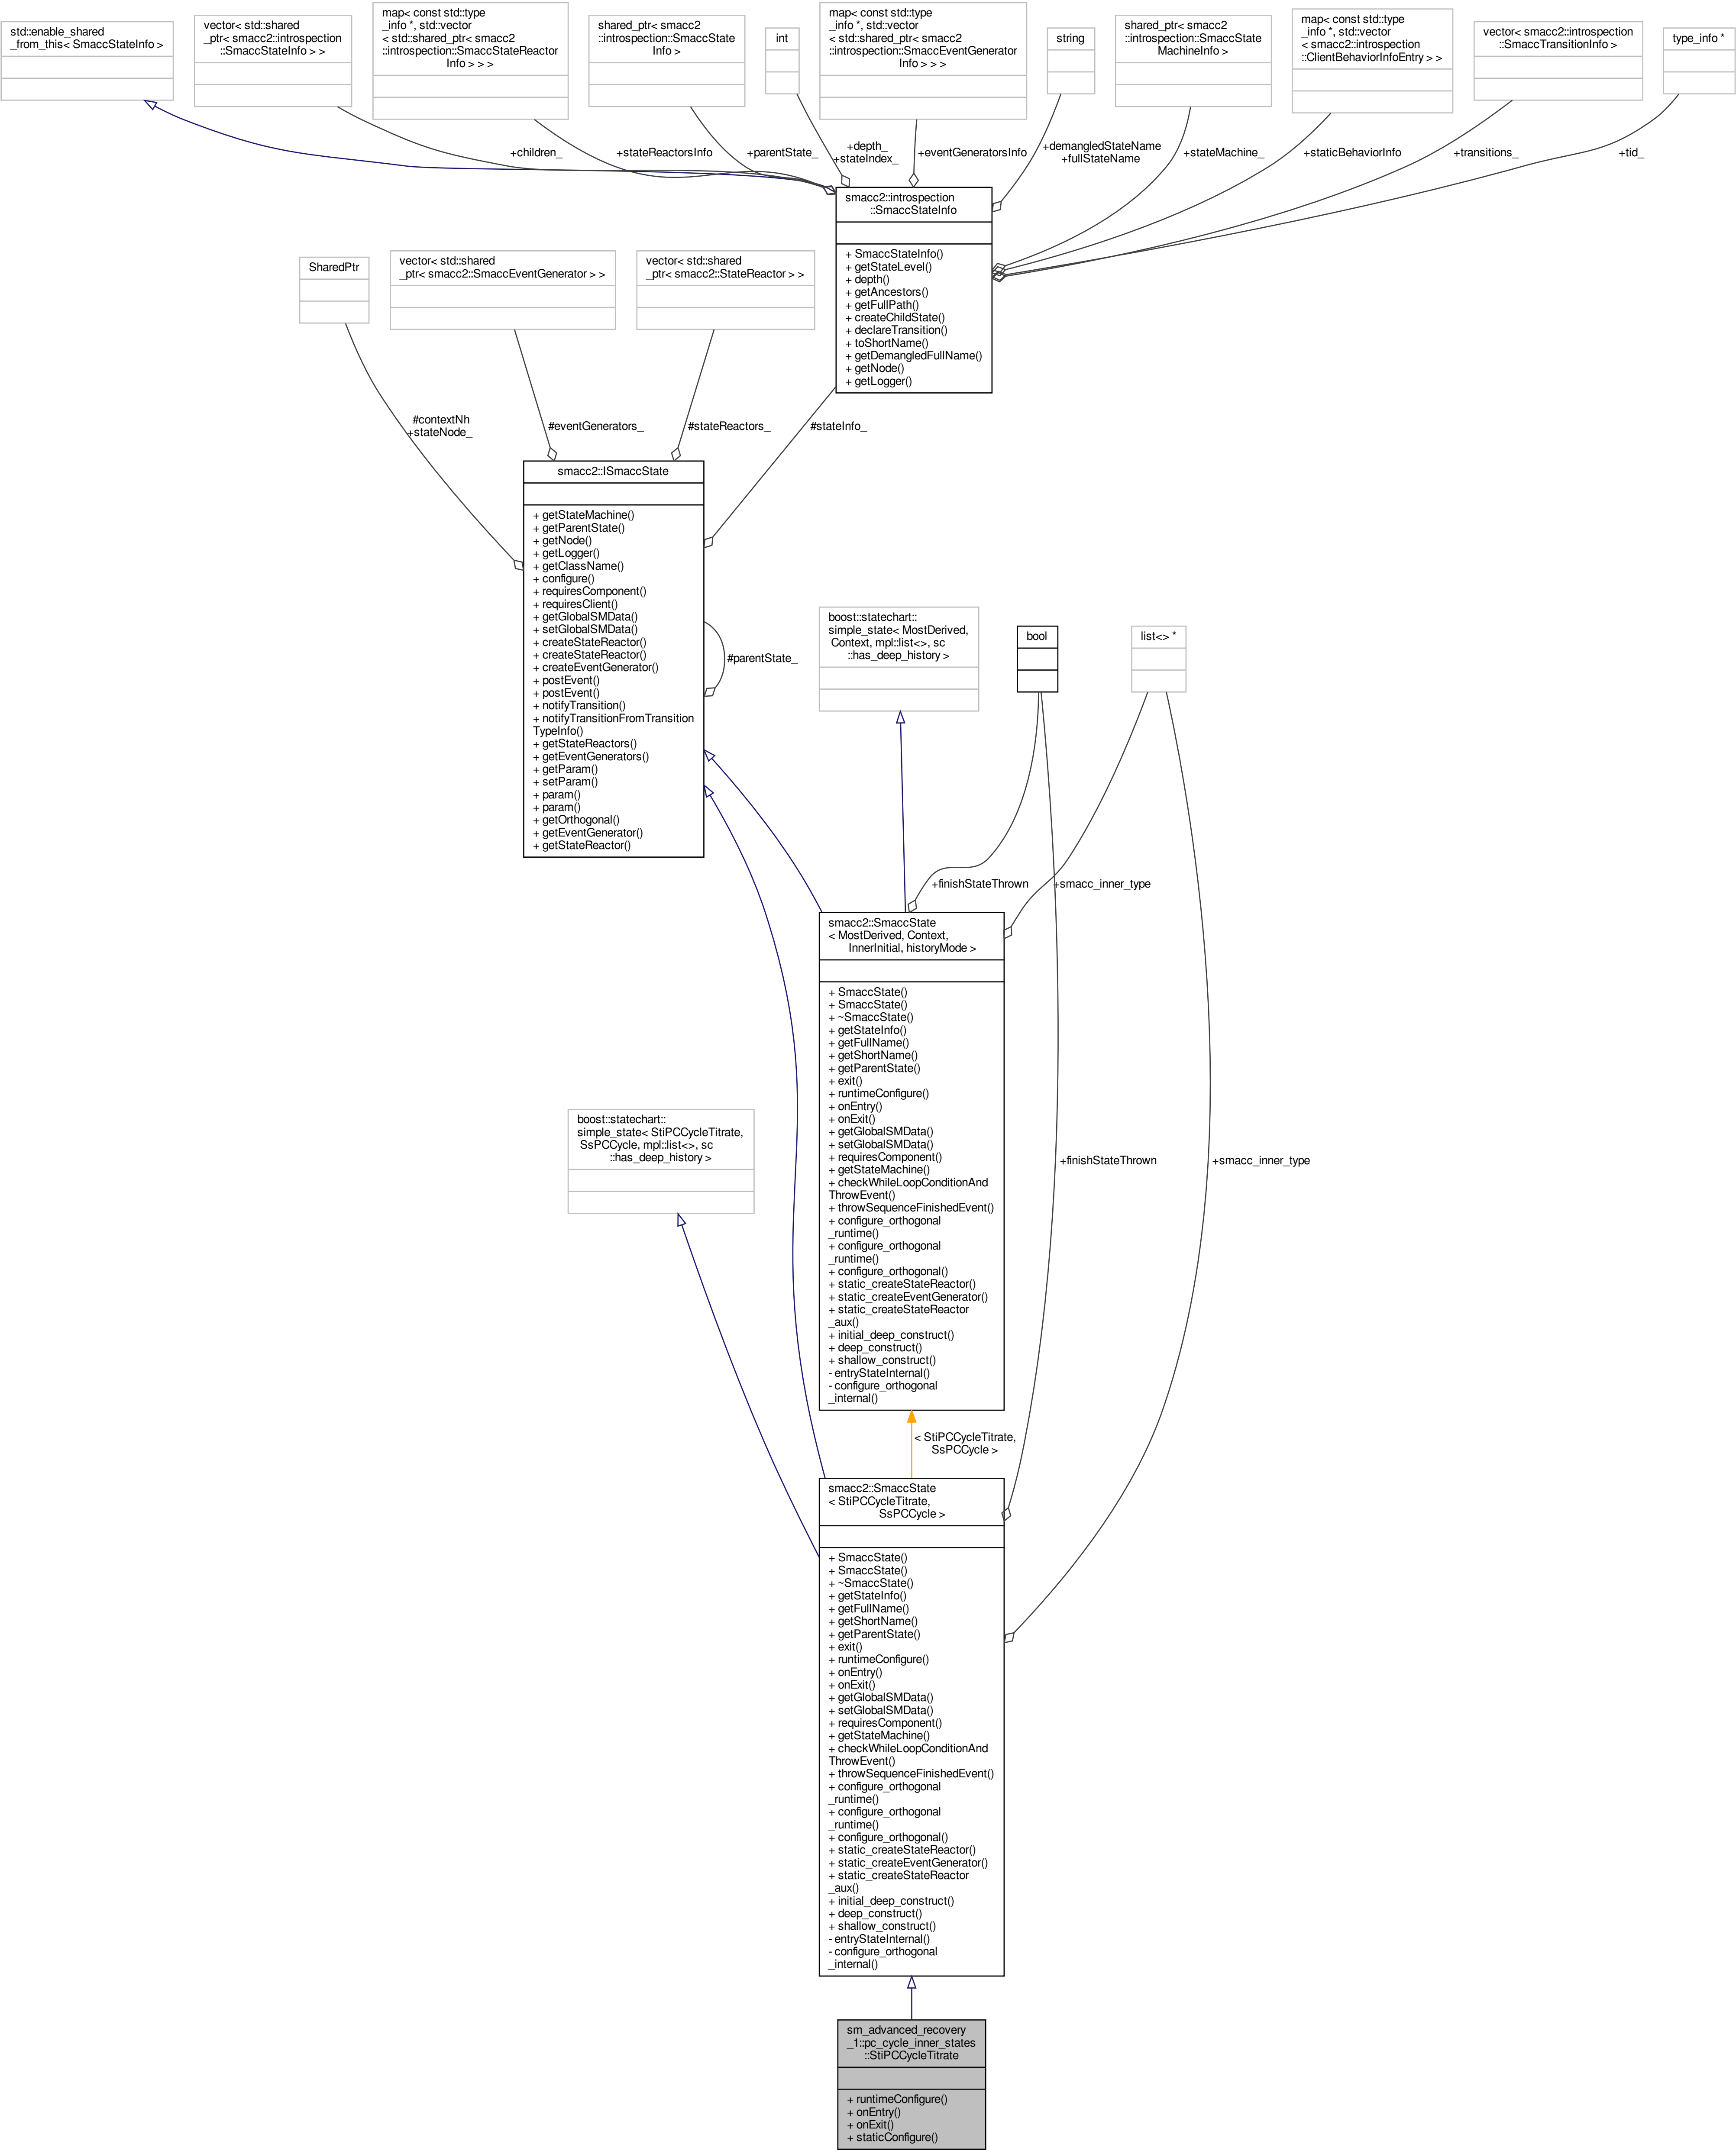 std::enable_shared
_from_this< SmaccStateInfo >
vector< std::shared
_ptr< smacc2::introspection
::SmaccStateInfo > >
map< const std::type
_info *, std::vector
< std::shared_ptr< smacc2
::introspection::SmaccStateReactor
Info > > >
shared_ptr< smacc2
::introspection::SmaccState
Info >
int
map< const std::type
_info *, std::vector
< std::shared_ptr< smacc2
::introspection::SmaccEventGenerator
Info > > >
string
shared_ptr< smacc2
::introspection::SmaccState
MachineInfo >
map< const std::type
_info *, std::vector
< smacc2::introspection
::ClientBehaviorInfoEntry > >
vector< smacc2::introspection
::SmaccTransitionInfo >
type_info *
+children_
+stateReactorsInfo
+parentState_
+depth_
+stateIndex_
+eventGeneratorsInfo
+demangledStateName
+fullStateName
+stateMachine_
+staticBehaviorInfo
+transitions_
+tid_
smacc2::introspection
::SmaccStateInfo
+ SmaccStateInfo()
+ getStateLevel()
+ depth()
+ getAncestors()
+ getFullPath()
+ createChildState()
+ declareTransition()
+ toShortName()
+ getDemangledFullName()
+ getNode()
+ getLogger()
SharedPtr
vector< std::shared
_ptr< smacc2::SmaccEventGenerator > >
vector< std::shared
_ptr< smacc2::StateReactor > >
#contextNh
+stateNode_
#eventGenerators_
#stateReactors_
#stateInfo_
smacc2::ISmaccState
+ getStateMachine()
+ getParentState()
+ getNode()
+ getLogger()
+ getClassName()
+ configure()
+ requiresComponent()
+ requiresClient()
+ getGlobalSMData()
+ setGlobalSMData()
+ createStateReactor()
+ createStateReactor()
+ createEventGenerator()
+ postEvent()
+ postEvent()
+ notifyTransition()
+ notifyTransitionFromTransition
TypeInfo()
+ getStateReactors()
+ getEventGenerators()
+ getParam()
+ setParam()
+ param()
+ param()
+ getOrthogonal()
+ getEventGenerator()
+ getStateReactor()
#parentState_
boost::statechart::
simple_state< MostDerived,
Context, mpl::list<>, sc
::has_deep_history >
bool
list<> *
+finishStateThrown
+smacc_inner_type
smacc2::SmaccState
< MostDerived, Context,
InnerInitial, historyMode >
+ SmaccState()
+ SmaccState()
+ ~SmaccState()
+ getStateInfo()
+ getFullName()
+ getShortName()
+ getParentState()
+ exit()
+ runtimeConfigure()
+ onEntry()
+ onExit()
+ getGlobalSMData()
+ setGlobalSMData()
+ requiresComponent()
+ getStateMachine()
+ checkWhileLoopConditionAnd
ThrowEvent()
+ throwSequenceFinishedEvent()
+ configure_orthogonal
_runtime()
+ configure_orthogonal
_runtime()
+ configure_orthogonal()
+ static_createStateReactor()
+ static_createEventGenerator()
+ static_createStateReactor
_aux()
+ initial_deep_construct()
+ deep_construct()
+ shallow_construct()
- entryStateInternal()
- configure_orthogonal
_internal()
boost::statechart::
simple_state< StiPCCycleTitrate,
SsPCCycle, mpl::list<>, sc
::has_deep_history >
+finishStateThrown
+smacc_inner_type
< StiPCCycleTitrate,
SsPCCycle >
smacc2::SmaccState
< StiPCCycleTitrate,
SsPCCycle >
+ SmaccState()
+ SmaccState()
+ ~SmaccState()
+ getStateInfo()
+ getFullName()
+ getShortName()
+ getParentState()
+ exit()
+ runtimeConfigure()
+ onEntry()
+ onExit()
+ getGlobalSMData()
+ setGlobalSMData()
+ requiresComponent()
+ getStateMachine()
+ checkWhileLoopConditionAnd
ThrowEvent()
+ throwSequenceFinishedEvent()
+ configure_orthogonal
_runtime()
+ configure_orthogonal
_runtime()
+ configure_orthogonal()
+ static_createStateReactor()
+ static_createEventGenerator()
+ static_createStateReactor
_aux()
+ initial_deep_construct()
+ deep_construct()
+ shallow_construct()
- entryStateInternal()
- configure_orthogonal
_internal()
sm_advanced_recovery
_1::pc_cycle_inner_states
::StiPCCycleTitrate
+ runtimeConfigure()
+ onEntry()
+ onExit()
+ staticConfigure()